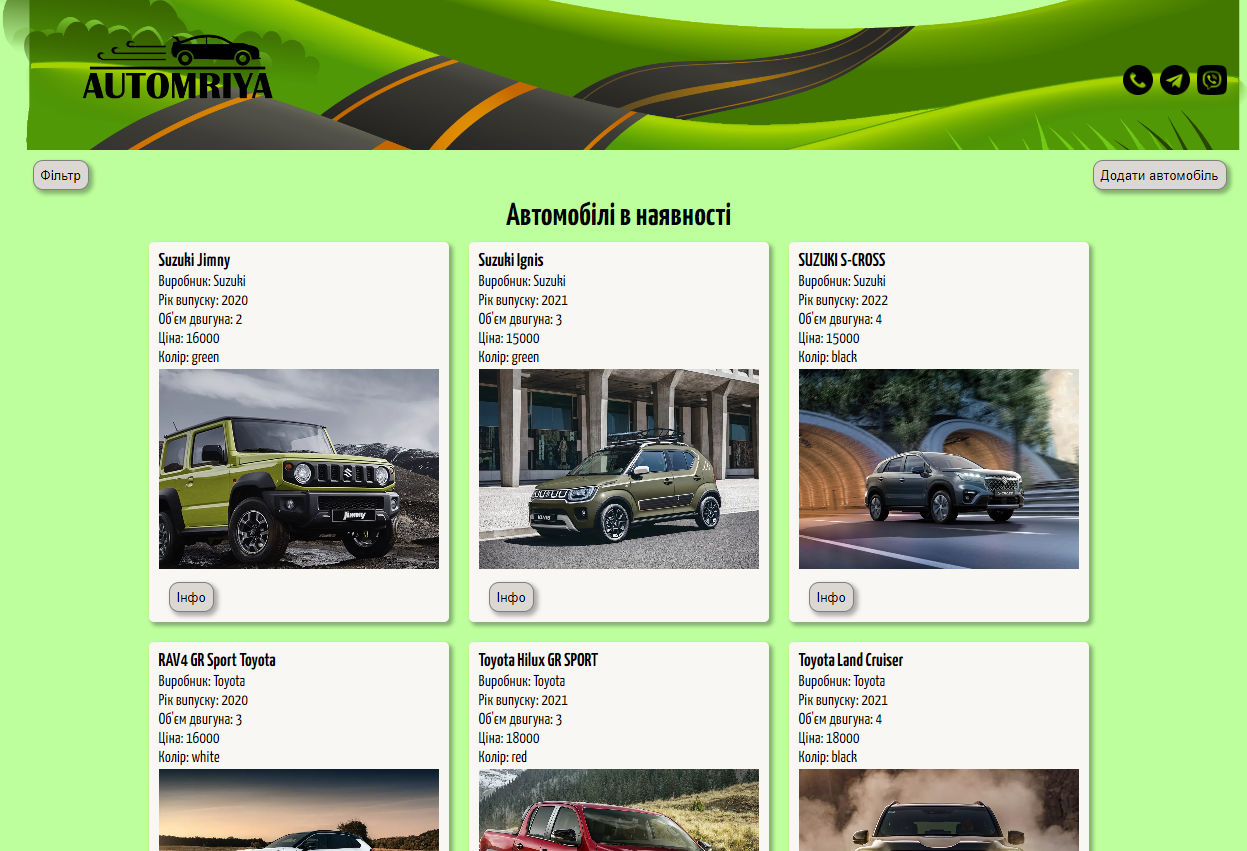 AUTOMRIYA
Фільтр
Додати автомобіль
Автомобілі в наявності
Suzuki Jimny
Виробник: Suzuki
Рік випуску: 2020
Об'єм двигуна: 2
Ціна: 16000
Колір: green
Jimny
Інфо
Suzuki Ignis
Виробник: Suzuki
Рік випуску: 2021
Об'єм двигуна: 3
Ціна: 15000
Колір: green
IGNIS
Інфо
SUZUKI S-CROSS
Виробник: Suzuki
Рік випуску: 2022
Об'єм двигуна: 4
Ціна: 15000
Колір: black
Інфо
RAV4 GR Sport Toyota
Виробник: Toyota
Рік випуску: 2020
Об'єм двигуна: 3
Ціна: 16000
Колір: white
Toyota Hilux GR SPORT
Виробник: Toyota
Рік випуску: 2021
Об'єм двигуна: 3
Ціна: 18000
Колір: red
Toyota Land Cruiser
Виробник: Toyota
Рік випуску: 2021
Об'єм двигуна: 4
Ціна: 18000
Колір: black